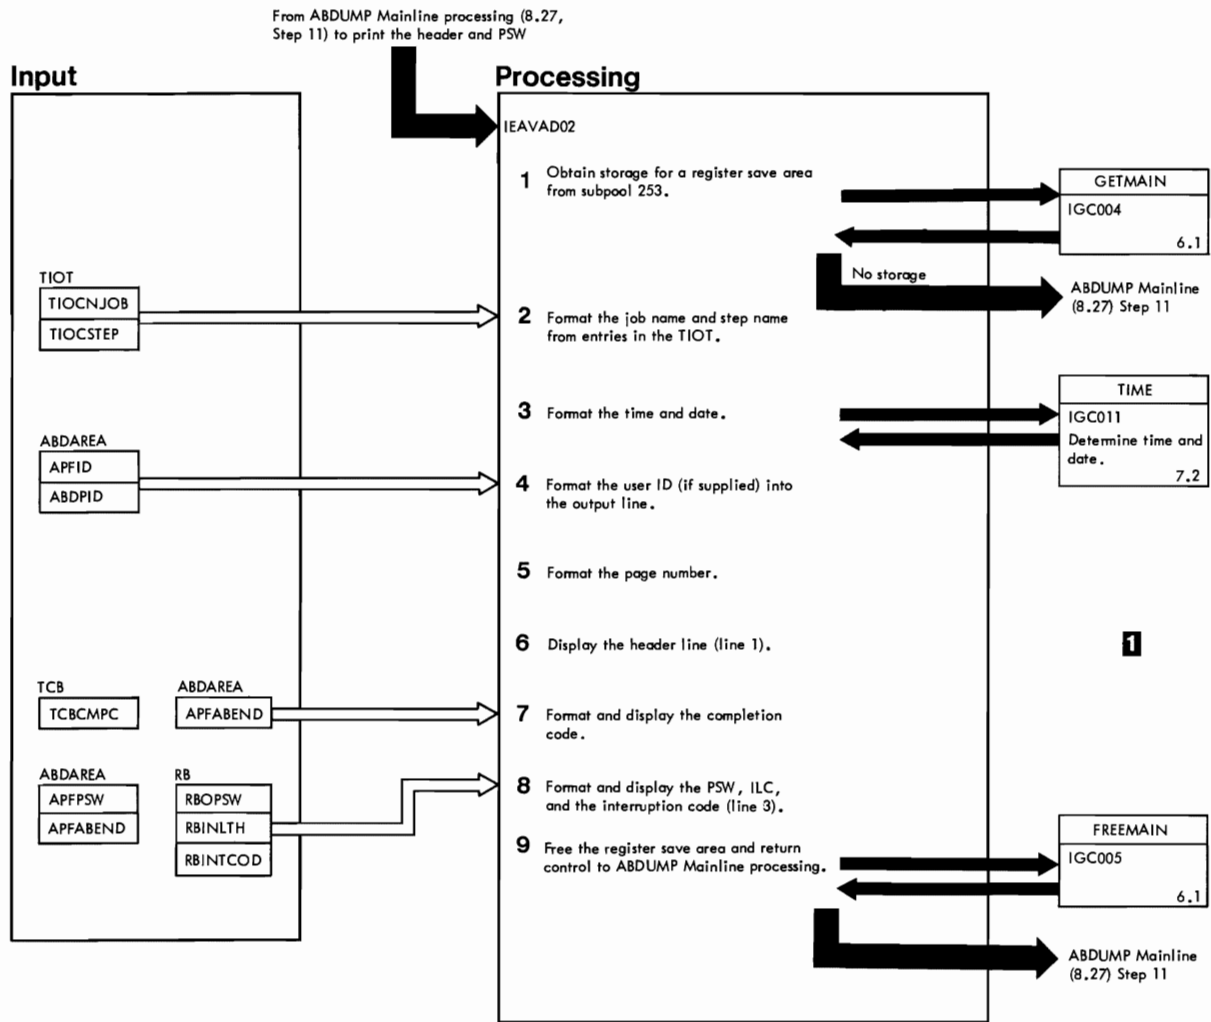 From ABDUMP Mainline processing (8.27,
Step 11) to print the header and PSW
Input
Processing
IEAVAD02
1 Obtain storage for a register save area
from subpool 253.
GETMAIN
IGC004
6.1
No storage
ABDUMP Mainline
(8.27) Step 11
TIOT
TIOCNJOB
TIOCSTEP
2 Format the job name and step name
from entries in the TIOT.
3 Format the time and date.
TIME
IGC011
Determine time and
date.
7.2
ABDAREA
APFID
ABDPID
4 Format the user ID (if supplied) into
the output line.
5 Format the page number.
6 Display the header line (line 1).
1
TCB
TCBCMPC
ABDAREA
APFABEND
7 Format and display the completion
code.
ABDAREA
APFPSW
APFABEND
RB
RBOPSW
RBINLTH
RBINTCOD
8 Format and display the PSW, ILC,
and the interruption code (line 3).
9 Free the register save area and return
control to ABDUMP Mainline processing.
FREEMAIN
IGC005
6.1
ABDUMP Mainline
(8.27) Step 11